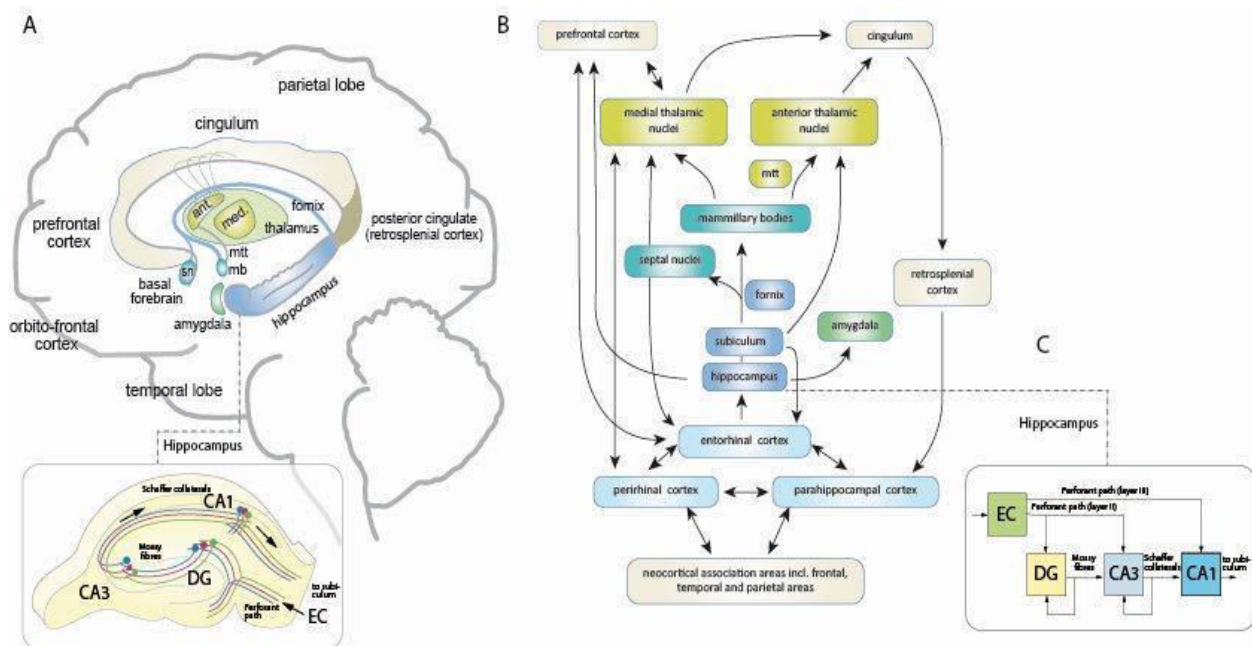 A
parietal lobe
cingulum
prefrontal
cortex
ant.
med.
fornix
thalamus
posterior cingulate
(retrosplenial cortex)
mtt
mb
sn
basal
forebrain
amygdala
hippocampus
orbito-frontal
cortex
temporal lobe
Hippocampus
Schaffer collaterals
CA1
Mossy
fibres
DG
CA3
to subi-
culum
Perforant
path
EC
B
prefrontal cortex
cingulum
medial thalamic
nuclei
anterior thalamic
nuclei
mtt
mammillary bodies
septal nuclei
fornix
retrosplenial
cortex
amygdala
subiculum
hippocampus
entorhinal cortex
perirhinal cortex
parahippocampal cortex
neocortical association areas incl. frontal,
temporal and parietal areas
C
Hippocampus
Perforant path (layer III)
Perforant path (layer II)
EC
Mossy
fibres
Schaffer
collaterals
DG
CA3
CA1
to subi-
culum